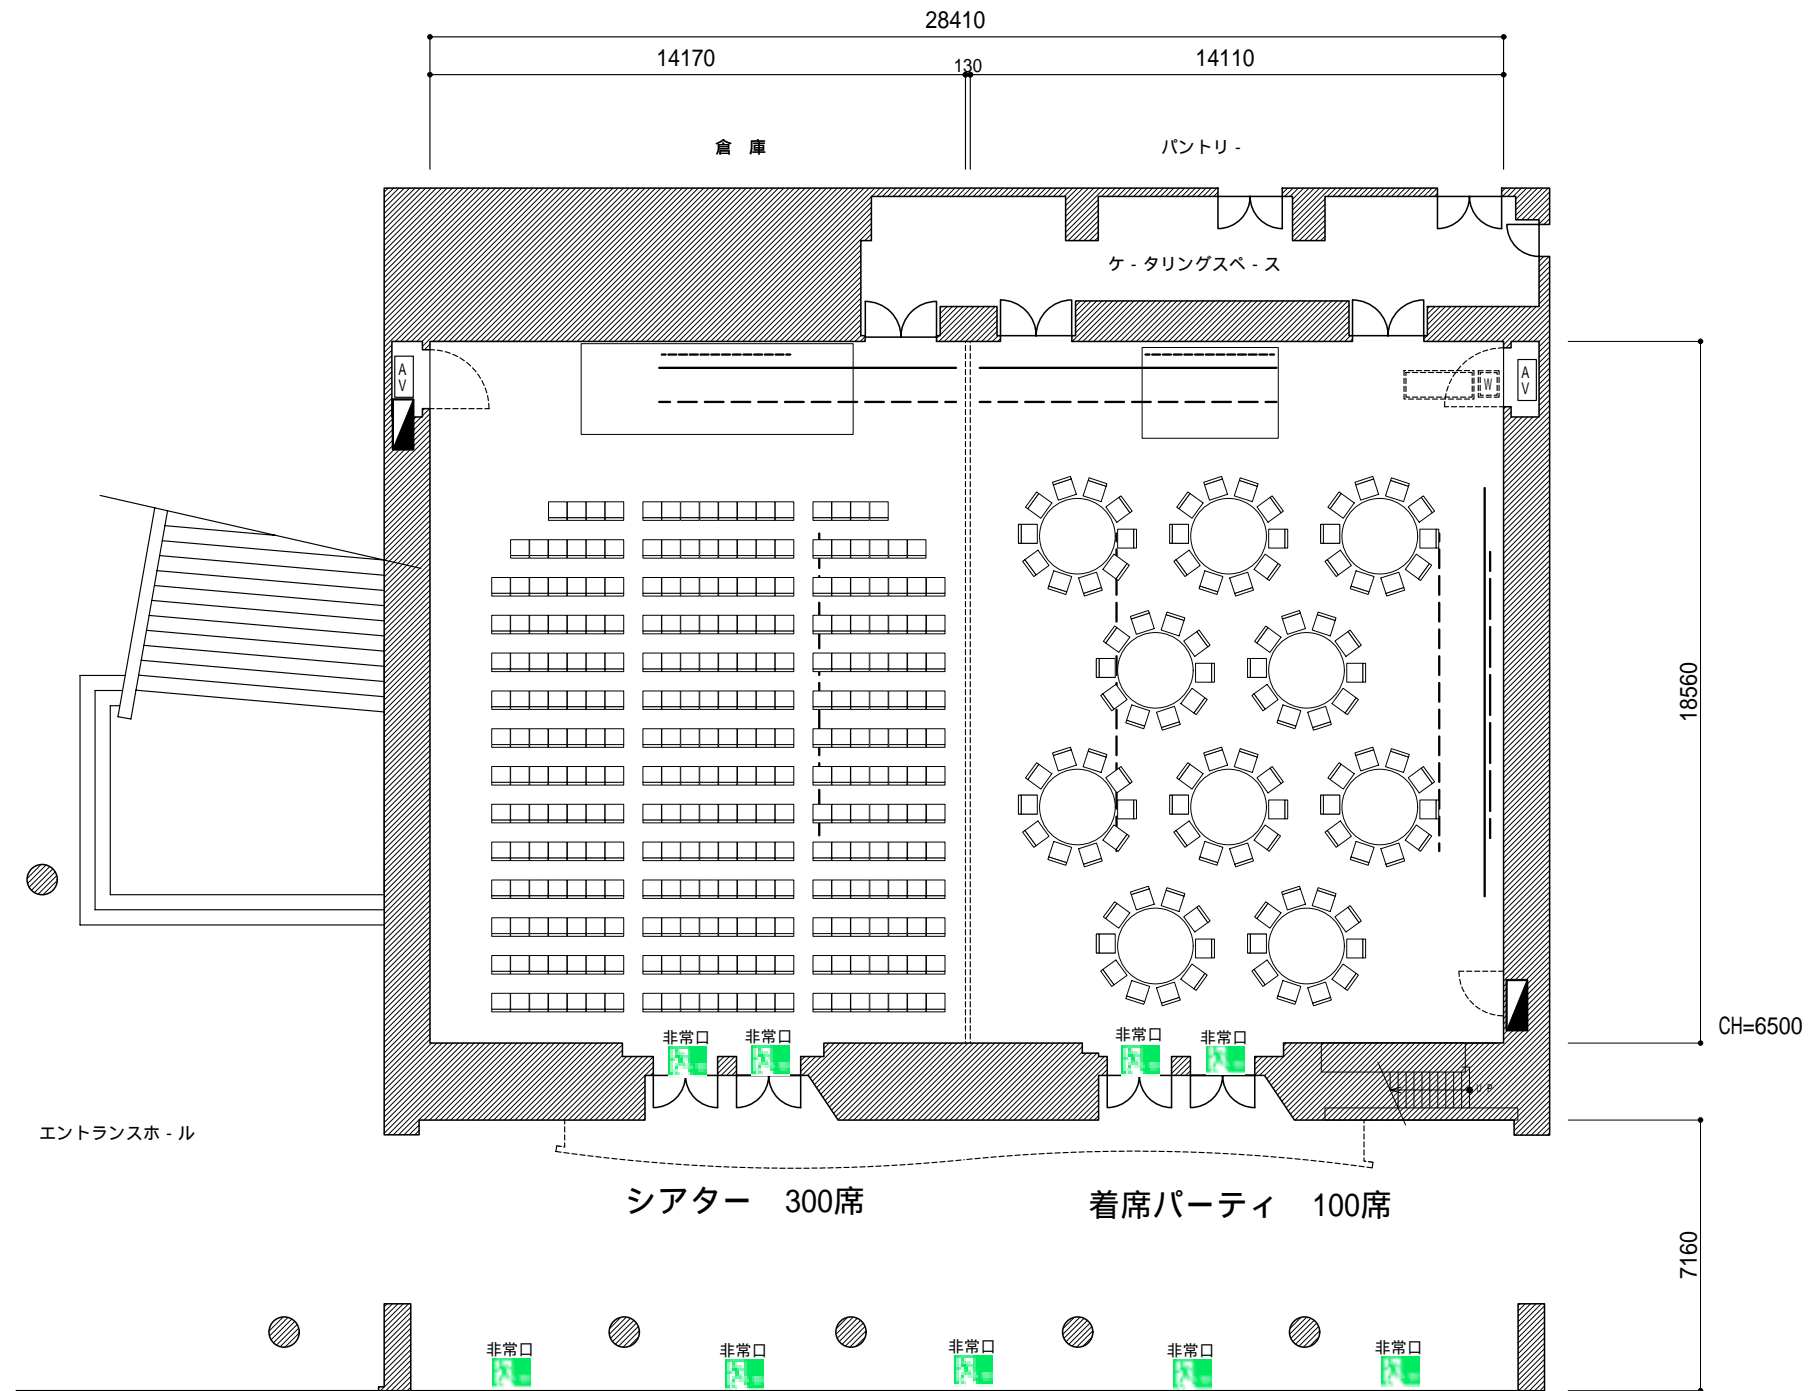 28410
14170
130
14110
倉　庫
パントリ-
ケ-タリングスペ-ス
AV
W
AV
18560
CH=6500
非常口
非常口
非常口
非常口
UP
エントランスホ-ル
シアター　300席
着席パーティ　100席
7160
非常口
非常口
非常口
非常口
非常口